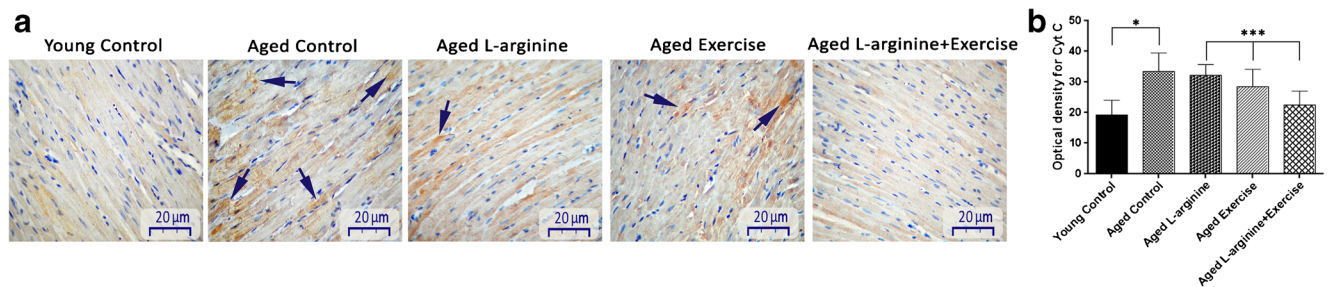 a
Young Control
Aged Control
Aged L-arginine
Aged Exercise
Aged L-arginine+Exercise
20 µm
20 µm
20 µm
20 µm
20 µm
b
Optical density for Cyt C
50
40
30
20
10
0
*
***
Young Control
Aged Control
Aged L-arginine
Aged Exercise
Aged L-arginine+Exercise